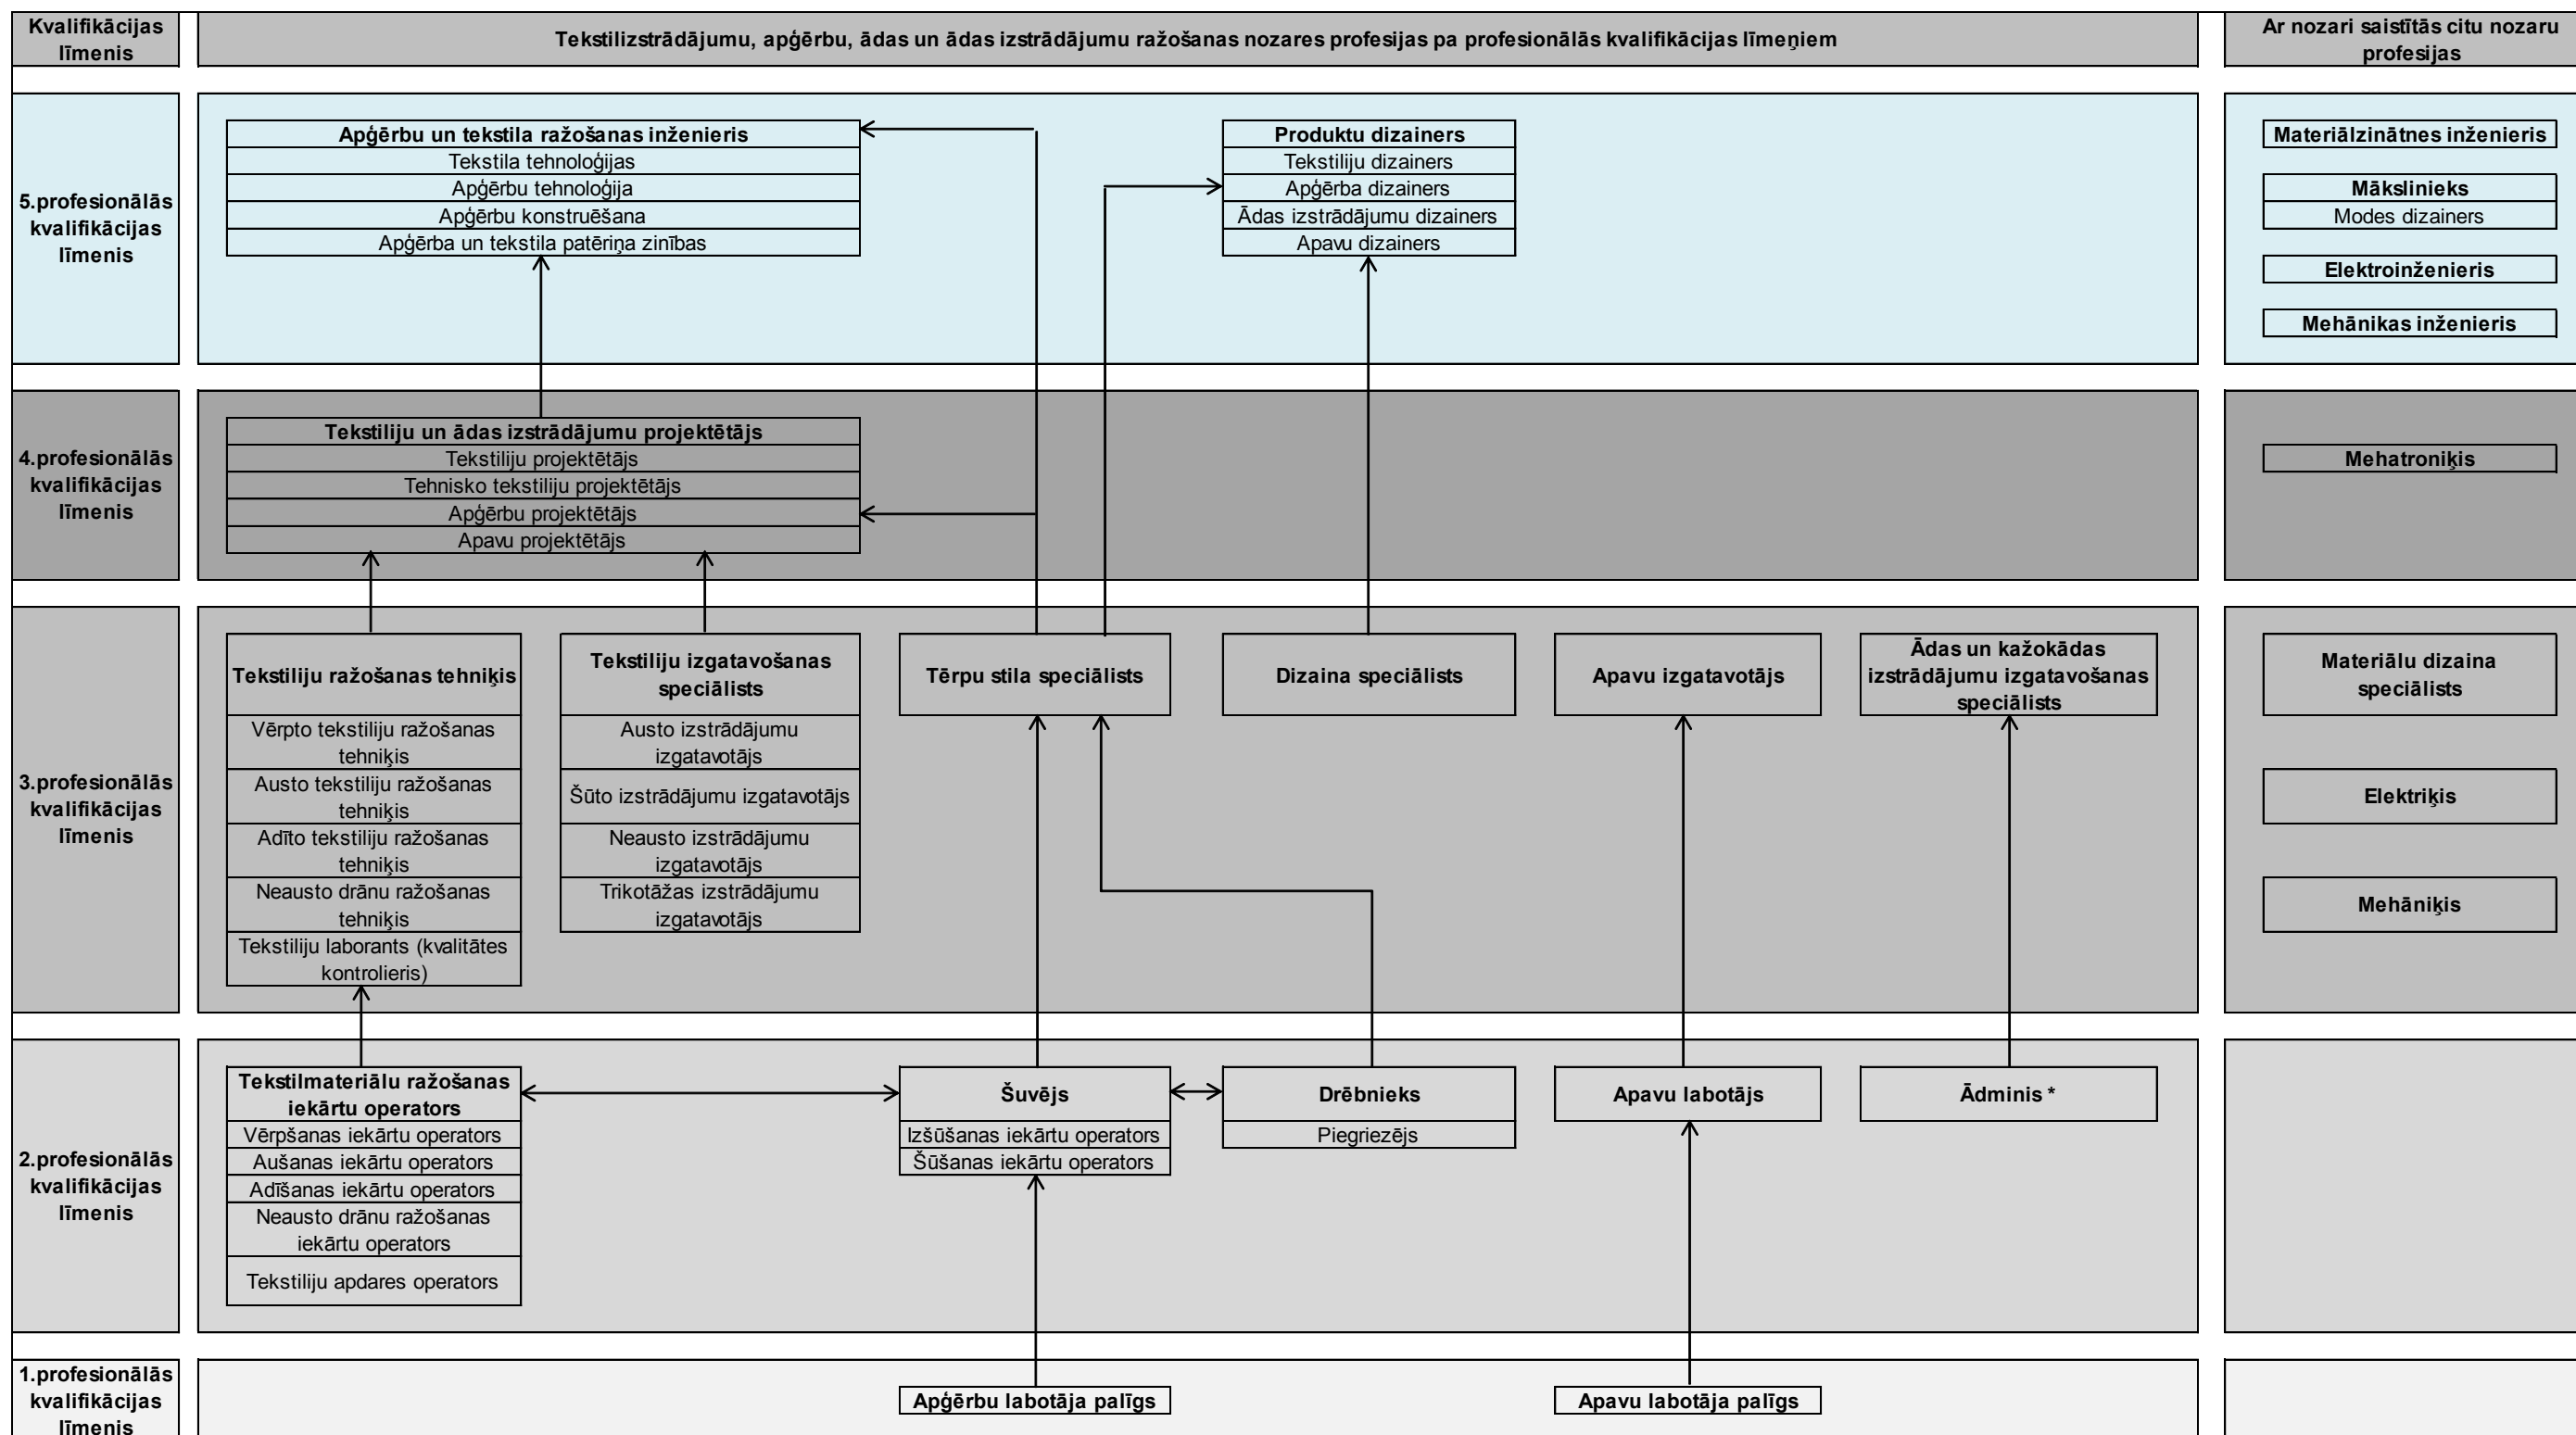 Kvalifikācijas
līmenis
Tekstilizstrādājumu, apģērbu, ādas un ādas izstrādājumu ražošanas nozares profesijas pa profesionālās kvalifikācijas līmeņiem
Ar nozari saistītās citu nozaru
profesijas
5.profesionālās
kvalifikācijas
līmenis
Apģērbu un tekstila ražošanas inženieris
Tekstila tehnoloģijas
Apģērbu tehnoloģija
Apģērbu konstruēšana
Apģērba un tekstila patēriņa zinības
Produktu dizainers
Tekstiliju dizainers
Apģērba dizainers
Ādas izstrādājumu dizainers
Apavu dizainers
Materiālzinātnes inženieris
Mākslinieks
Modes dizainers
Elektroinženieris
Mehānikas inženieris
4.profesionālās
kvalifikācijas
līmenis
Tekstiliju un ādas izstrādājumu projektētājs
Tekstiliju projektētājs
Tehnisko tekstiliju projektētājs
Apģērbu projektētājs
Apavu projektētājs
Mehatroniķis
3.profesionālās
kvalifikācijas
līmenis
Tekstiliju ražošanas tehniķis
Vērpto tekstiliju ražošanas
tehniķis
Austo tekstiliju ražošanas
tehniķis
Adīto tekstiliju ražošanas
tehniķis
Neausto drānu ražošanas
tehniķis
Tekstiliju laborants (kvalitātes
kontrolieris)
Tekstiliju izgatavošanas
speciālists
Austo izstrādājumu
izgatavotājs
Šūto izstrādājumu izgatavotājs
Neausto izstrādājumu
izgatavotājs
Trikotāžas izstrādājumu
izgatavotājs
Tērpu stila speciālists
Dizaina speciālists
Apavu izgatavotājs
Ādas un kažokādas
izstrādājumu izgatavošanas
speciālists
Materiālu dizaina
speciālists
Elektriķis
Mehāniķis
2.profesionālās
kvalifikācijas
līmenis
Tekstilmateriālu ražošanas
iekārtu operators
Vērpšanas iekārtu operators
Aušanas iekārtu operators
Adīšanas iekārtu operators
Neausto drānu ražošanas
iekārtu operators
Tekstiliju apdares operators
Šuvējs
Izšūšanas iekārtu operators
Šūšanas iekārtu operators
Drēbnieks
Piegriezējs
Apavu labotājs
Ādminis *
1.profesionālās
kvalifikācijas
līmenis
Apģērbu labotāja palīgs
Apavu labotāja palīgs